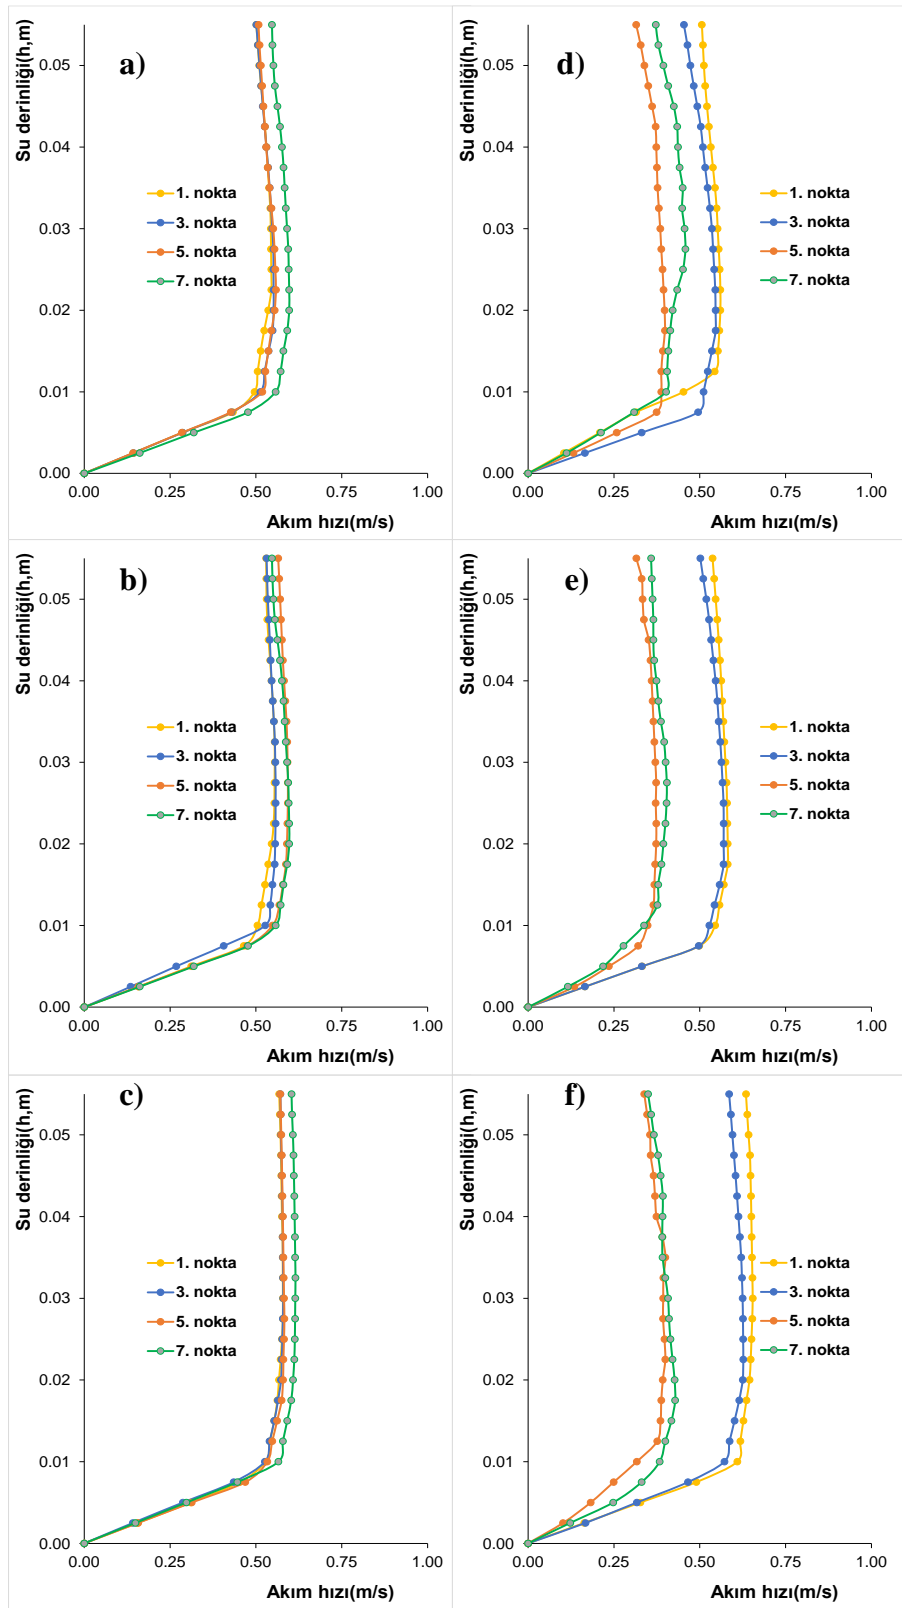 a)
Su derinliği(h,m)
0.05
0.04
0.03
0.02
0.01
0.00
1. nokta
3. nokta
5. nokta
7. nokta
0.00 0.25 0.50 0.75 1.00
Akım hızı(m/s)
d)
Su derinliği(h,m)
0.05
0.04
0.03
0.02
0.01
0.00
1. nokta
3. nokta
5. nokta
7. nokta
0.00 0.25 0.50 0.75 1.00
Akım hızı(m/s)
b)
Su derinliği(h,m)
0.05
0.04
0.03
0.02
0.01
0.00
1. nokta
3. nokta
5. nokta
7. nokta
0.00 0.25 0.50 0.75 1.00
Akım hızı(m/s)
e)
Su derinliği(h,m)
0.05
0.04
0.03
0.02
0.01
0.00
1. nokta
3. nokta
5. nokta
7. nokta
0.00 0.25 0.50 0.75 1.00
Akım hızı(m/s)
c)
Su derinliği(h,m)
0.05
0.04
0.03
0.02
0.01
0.00
1. nokta
3. nokta
5. nokta
7. nokta
0.00 0.25 0.50 0.75 1.00
Akım hızı(m/s)
f)
Su derinliği(h,m)
0.05
0.04
0.03
0.02
0.01
0.00
1. nokta
3. nokta
5. nokta
7. nokta
0.00 0.25 0.50 0.75 1.00
Akım hızı(m/s)